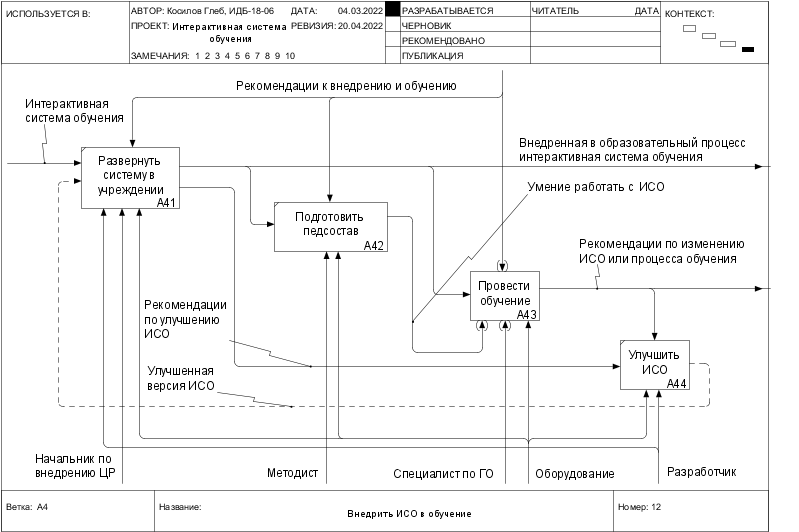 ИСПОЛЬЗУЕТСЯ В:
АВТОР: Косилов Глеб, ИДБ-18-06
ДАТА: 04.03.2022
ПРОЕКТ: Интерактивная система
обучения
РЕВИЗИЯ: 20.04.2022
ЗАМЕЧАНИЯ: 1 2 3 4 5 6 7 8 9 10
РАЗРАБАТЫВАЕТСЯ
ЧЕРНОВИК
РЕКОМЕНДОВАНО
ПУБЛИКАЦИЯ
ЧИТАТЕЛЬ
ДАТА
КОНТЕКСТ:
Рекомендации к внедрению и обучению
Интерактивная
система обучения
Развернуть
систему в
учреждении
A41
Внедренная в образовательный процесс
интерактивная система обучения
Умение работать с ИСО
Подготовить
педсостав
A42
Рекомендации по изменению
ИСО или процесса обучения
Провести
обучение
A43
Рекомендации
по улучшению
ИСО
Улучшить
ИСО
A44
Улучшенная
версия ИСО
Начальник по
внедрению ЦР
Методист
Специалист по ГО
Оборудование
Разработчик
Ветка: A4
Название:
Внедрить ИСО в обучение
Номер: 12